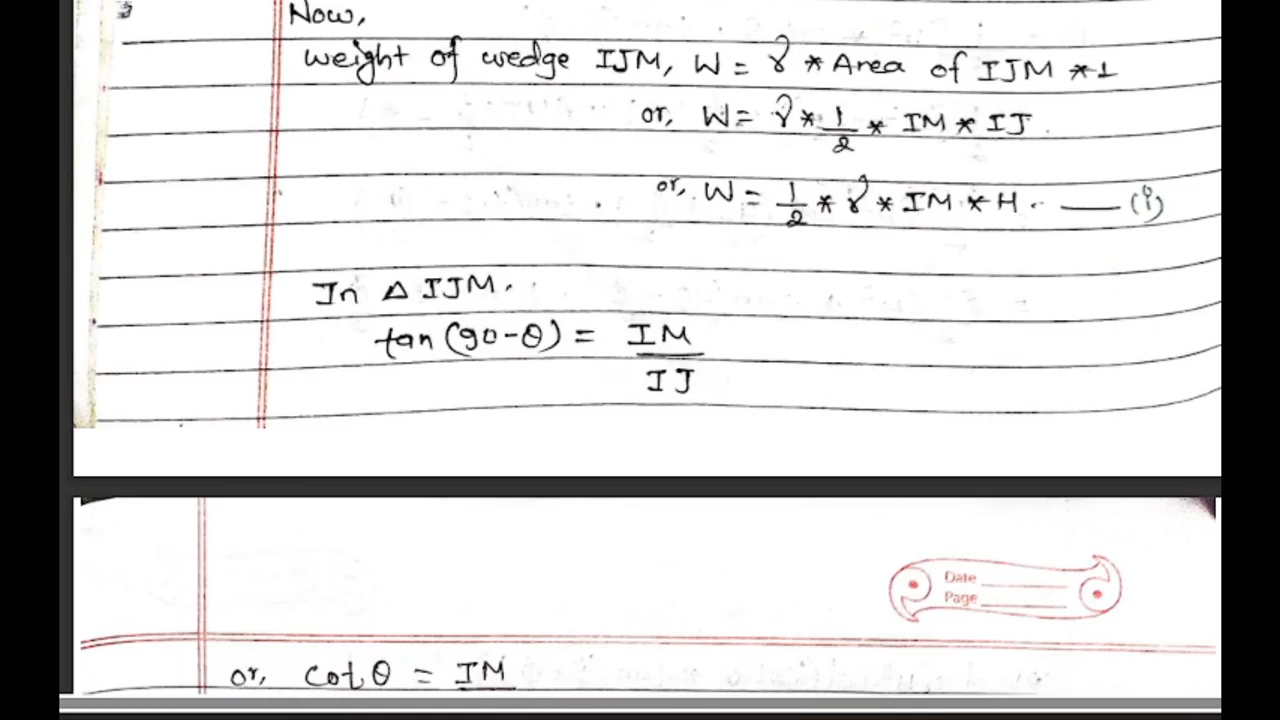 Now,
weight of wedge IJM, W = γ * Area of IJM * 1
or, W = γ * 1/2 * IM * IJ
or, W = 1/2 * γ * IM * H. —— (i)
In △ IJM.
tan (90-θ) = IM/IJ
Date
Page
or, cot θ = IM